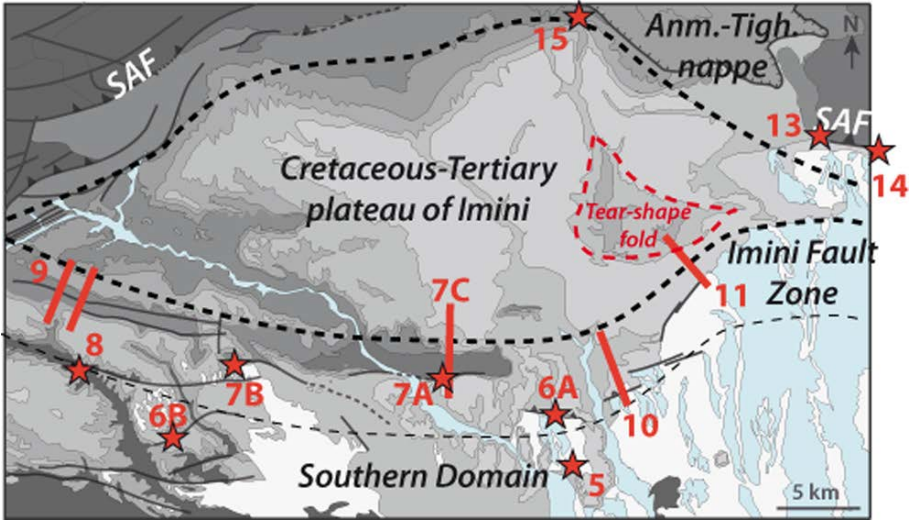 Anm.-Tigh.
nappe
N
15
SAF
13
SAF
14
Cretaceous-Tertiary
plateau of Imini
Tear-shape
fold
Imini Fault
Zone
9
7C
11
8
7B
7A
6A
6B
10
Southern Domain
5
5 km